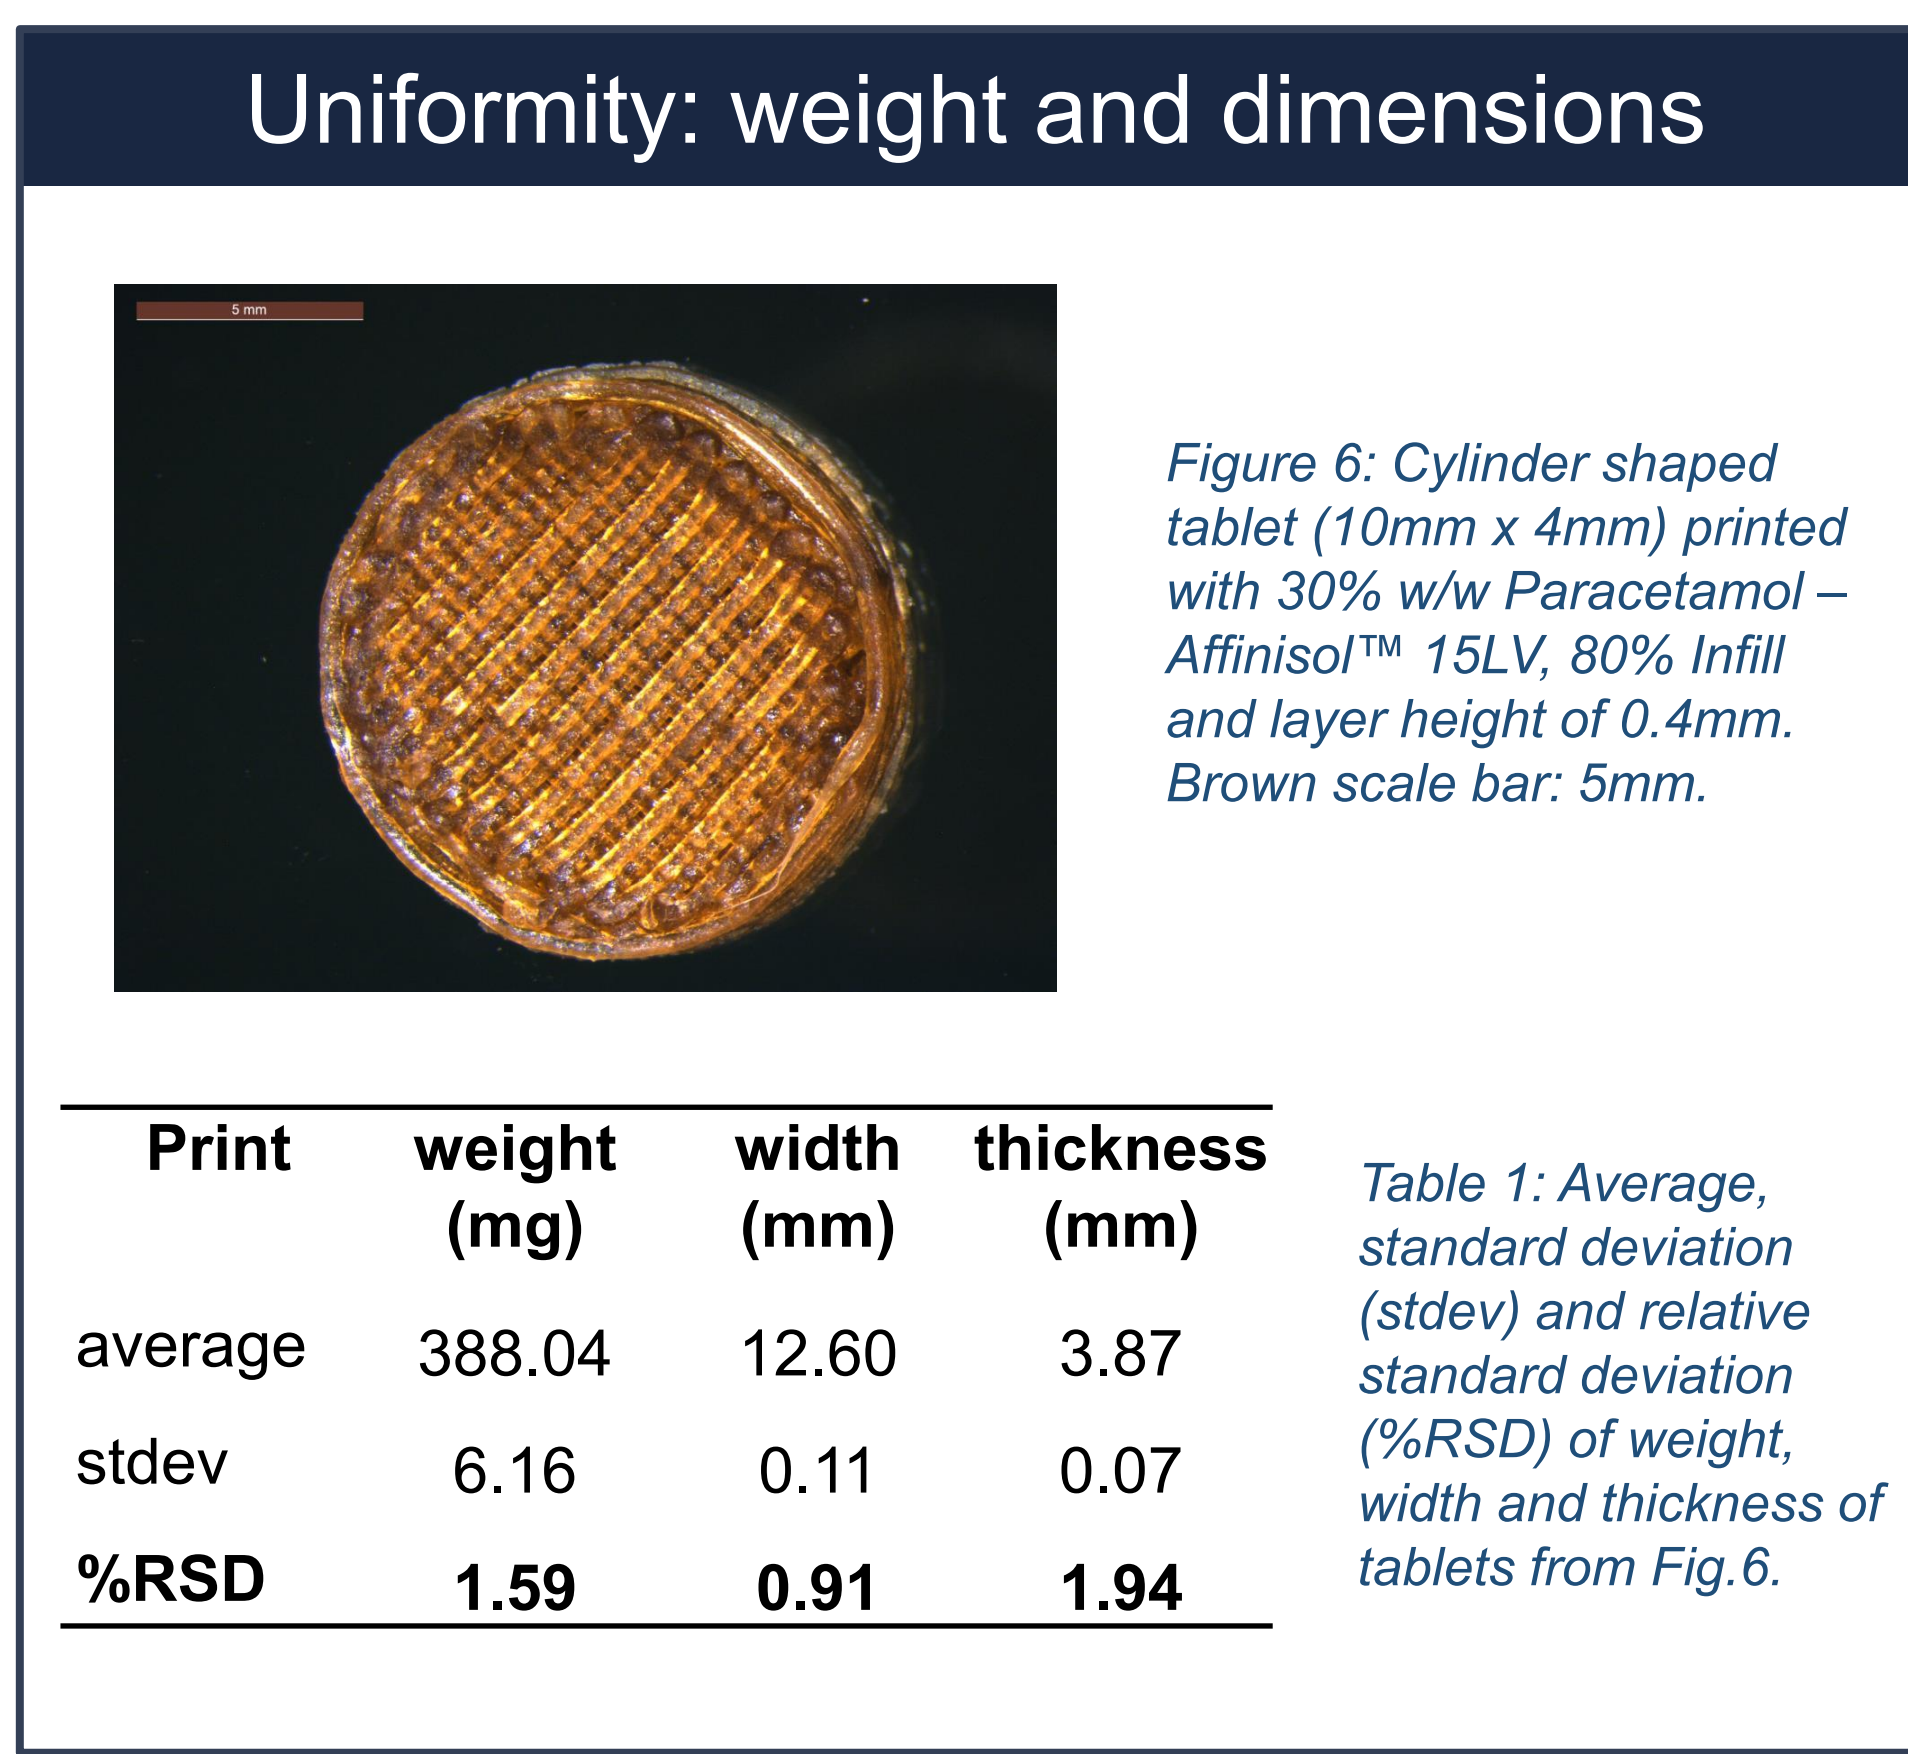 Uniformity: weight and dimensions
5 mm
Figure 6: Cylinder shaped
tablet (10mm x 4mm) printed
with 30% w/w Paracetamol –
Affinisol™ 15LV, 80% Infill
and layer height of 0.4mm.
Brown scale bar: 5mm.
Print weight width thickness
(mg) (mm) (mm)
average 388.04 12.60 3.87
stdev 6.16 0.11 0.07
%RSD 1.59 0.91 1.94
Table 1: Average,
standard deviation
(stdev) and relative
standard deviation
(%RSD) of weight,
width and thickness of
tablets from Fig.6.